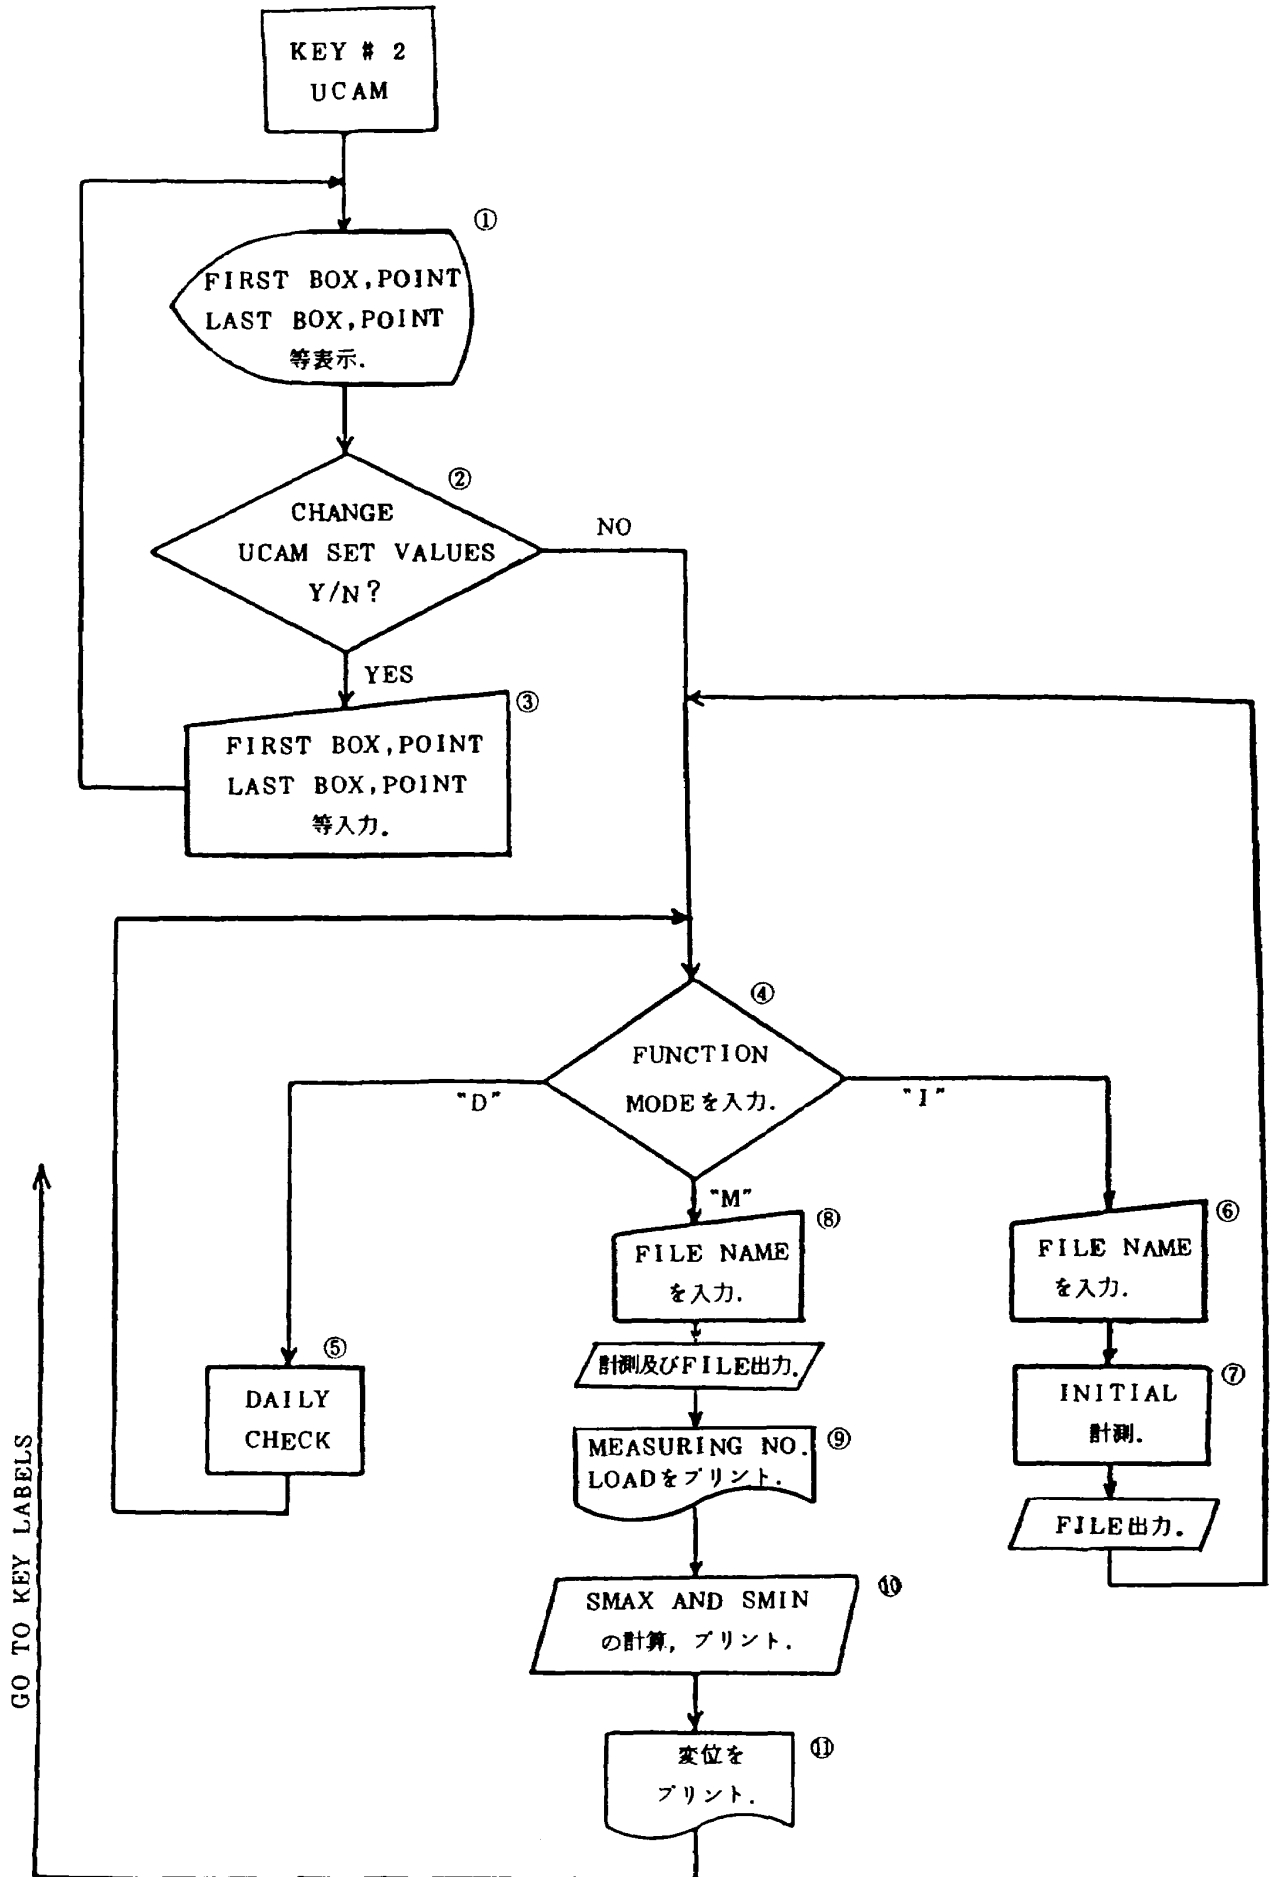 KEY # 2
UCAM
①
FIRST BOX,POINT
LAST BOX,POINT
等表示.
②
CHANGE
UCAM SET VALUES
Y/N?
NO
YES
③
FIRST BOX,POINT
LAST BOX,POINT
等入力.
④
FUNCTION
MODEを入力.
"D"
"I"
"M"
⑧
FILE NAME
を入力.
⑥
FILE NAME
を入力.
⑤
DAILY
CHECK
計測及びFILE出力.
⑦
INITIAL
計測.
⑨
MEASURING NO.
LOADをプリント.
FILE出力.
⑩
SMAX AND SMIN
の計算, プリント.
⑪
変位を
プリント.
GO TO KEY LABELS